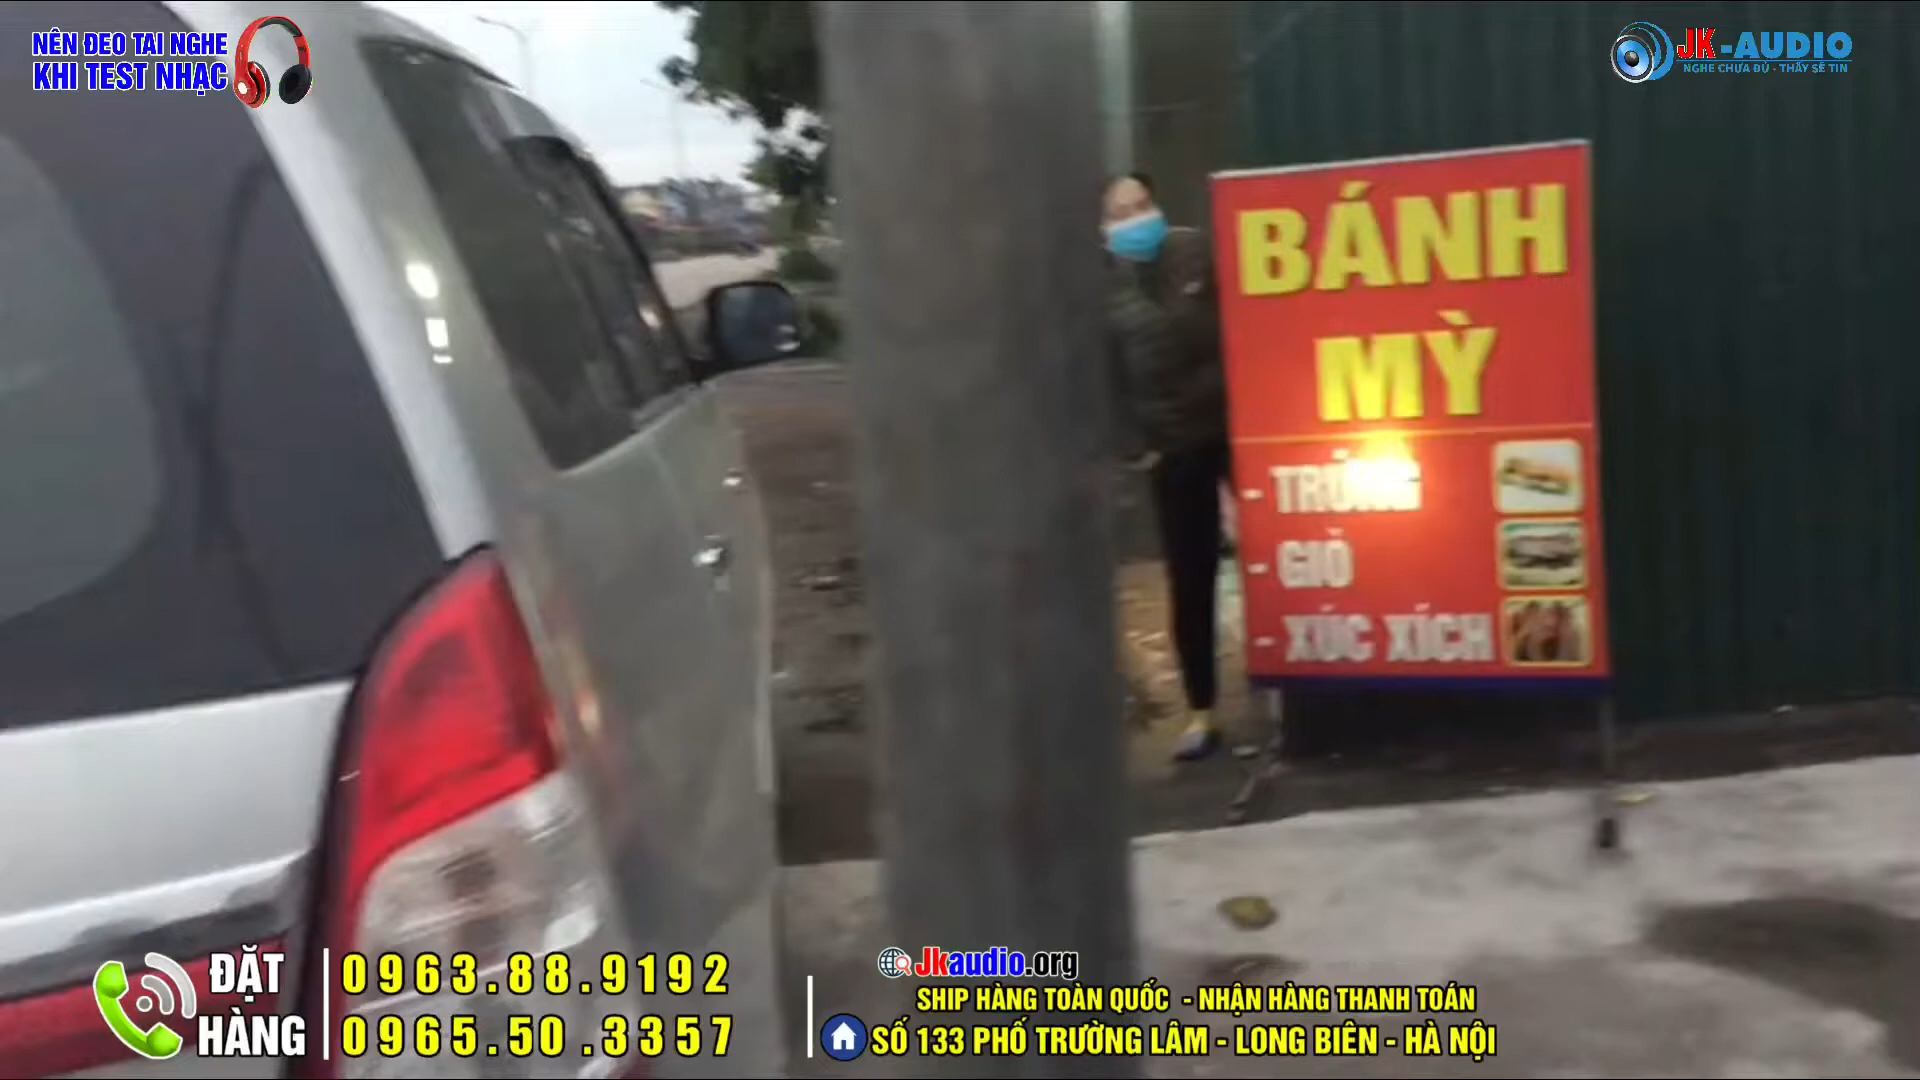 NÊN ĐEO TAI NGHE
KHI TEST NHẠC
JK-AUDIO
NGHE CHƯA ĐỦ - THẤY SẼ TIN
BÁNH
MỲ
- TRỨNG
- GIÒ
- XÚC XÍCH
ĐẶT
HÀNG
0963.88.9192
0965.50.3357
Jkaudio.org
SHIP HÀNG TOÀN QUỐC - NHẬN HÀNG THANH TOÁN
SỐ 133 PHỐ TRƯỜNG LÂM - LONG BIÊN - HÀ NỘI